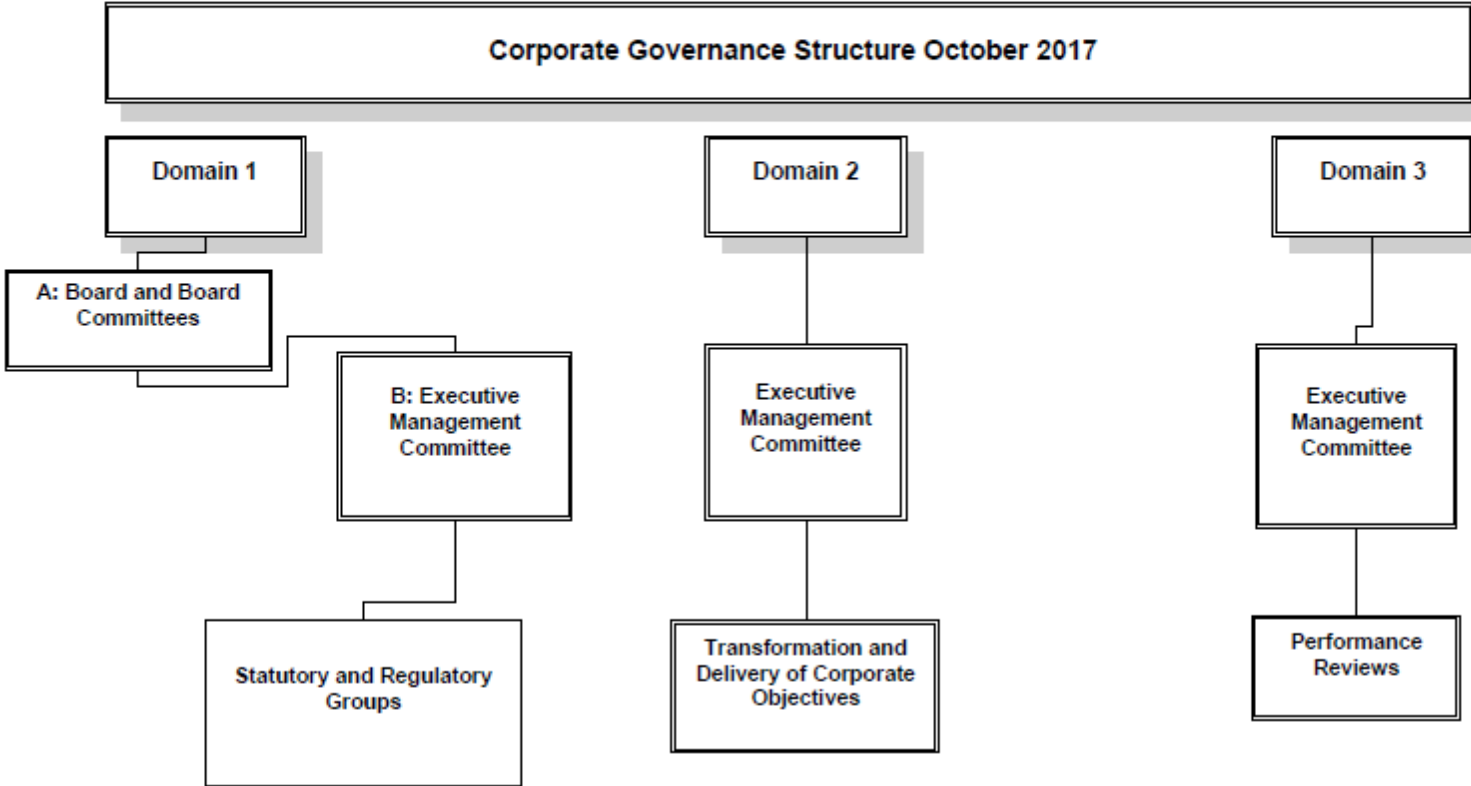 Corporate Governance Structure October 2017
Domain 1
Domain 2
Domain 3
A: Board and Board
Committees
B: Executive
Management
Committee
Executive
Management
Committee
Executive
Management
Committee
Statutory and Regulatory
Groups
Transformation and
Delivery of Corporate
Objectives
Performance
Reviews